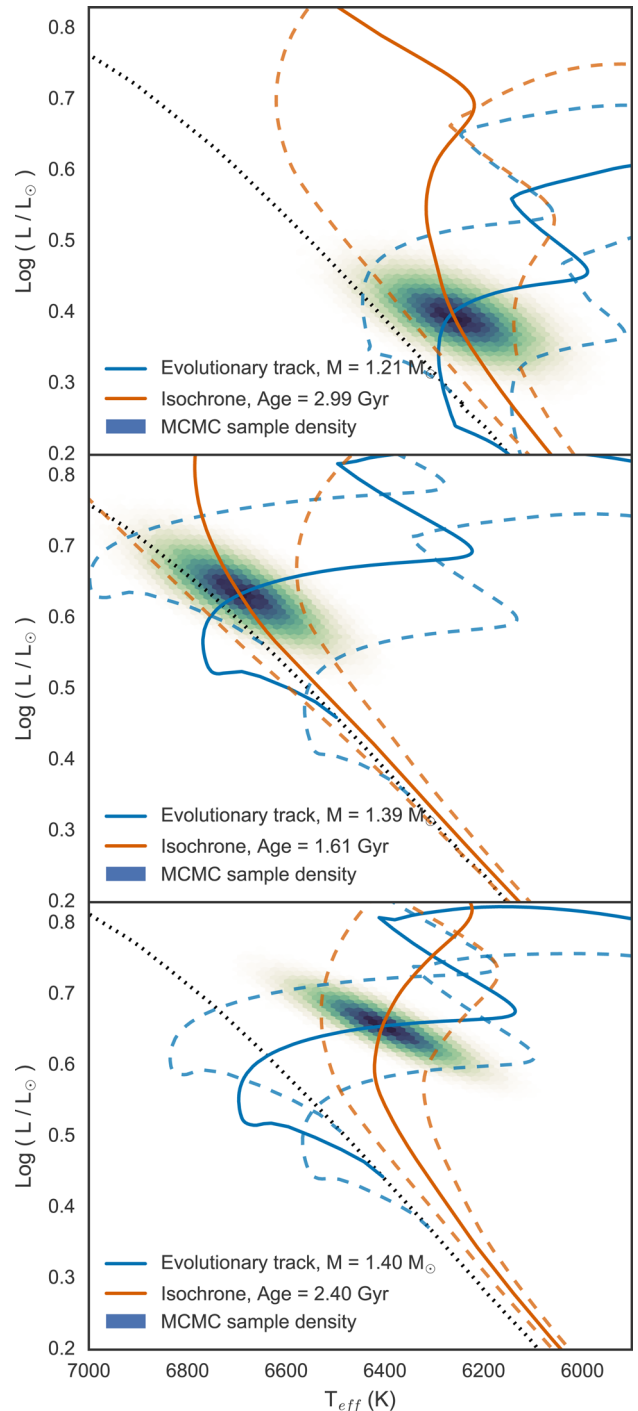 0.8
0.7
0.6
0.5
0.4
0.3
0.2
Log ( L / L☉ )
Evolutionary track, M = 1.21 M☉
Isochrone, Age = 2.99 Gyr
MCMC sample density
0.8
0.7
0.6
0.5
0.4
0.3
0.2
Log ( L / L☉ )
Evolutionary track, M = 1.39 M☉
Isochrone, Age = 1.61 Gyr
MCMC sample density
0.8
0.7
0.6
0.5
0.4
0.3
0.2
Log ( L / L☉ )
Evolutionary track, M = 1.40 M☉
Isochrone, Age = 2.40 Gyr
MCMC sample density
7000 6800 6600 6400 6200 6000
Teff (K)